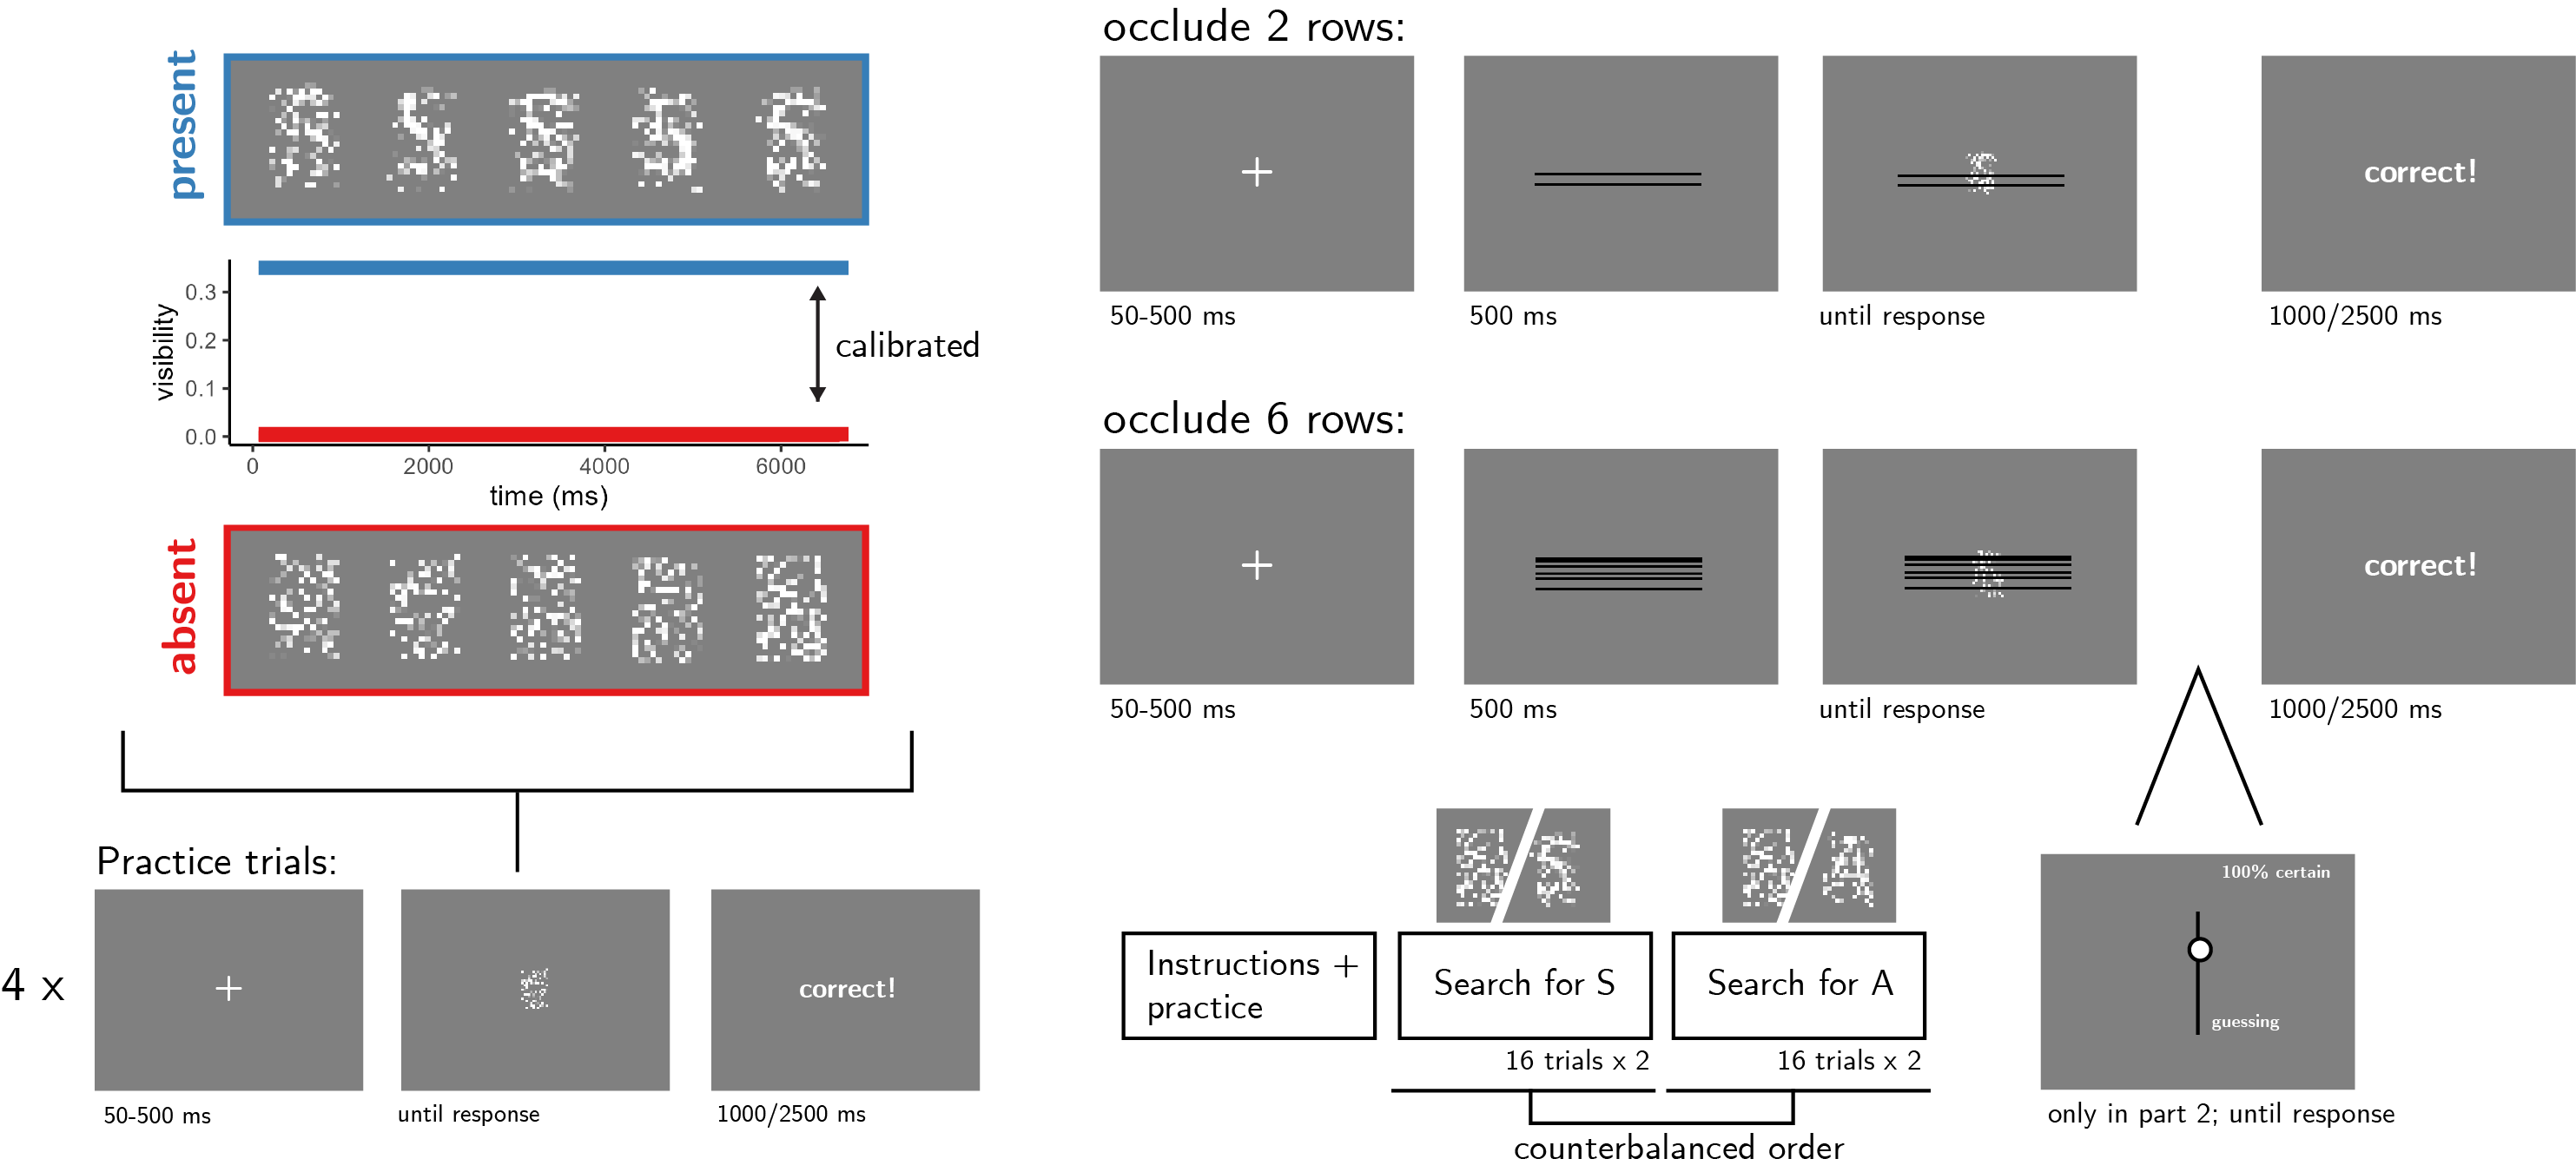 present
0.3
0.2
0.1
0.0
visibility
calibrated
0 2000 4000 6000
time (ms)
absent
Practice trials:
4 x
correct!
50-500 ms
until response
1000/2500 ms
occlude 2 rows:
correct!
50-500 ms
500 ms
until response
1000/2500 ms
occlude 6 rows:
correct!
50-500 ms
500 ms
until response
1000/2500 ms
Instructions +
practice
Search for S
Search for A
16 trials x 2
16 trials x 2
counterbalanced order
100% certain
guessing
only in part 2; until response